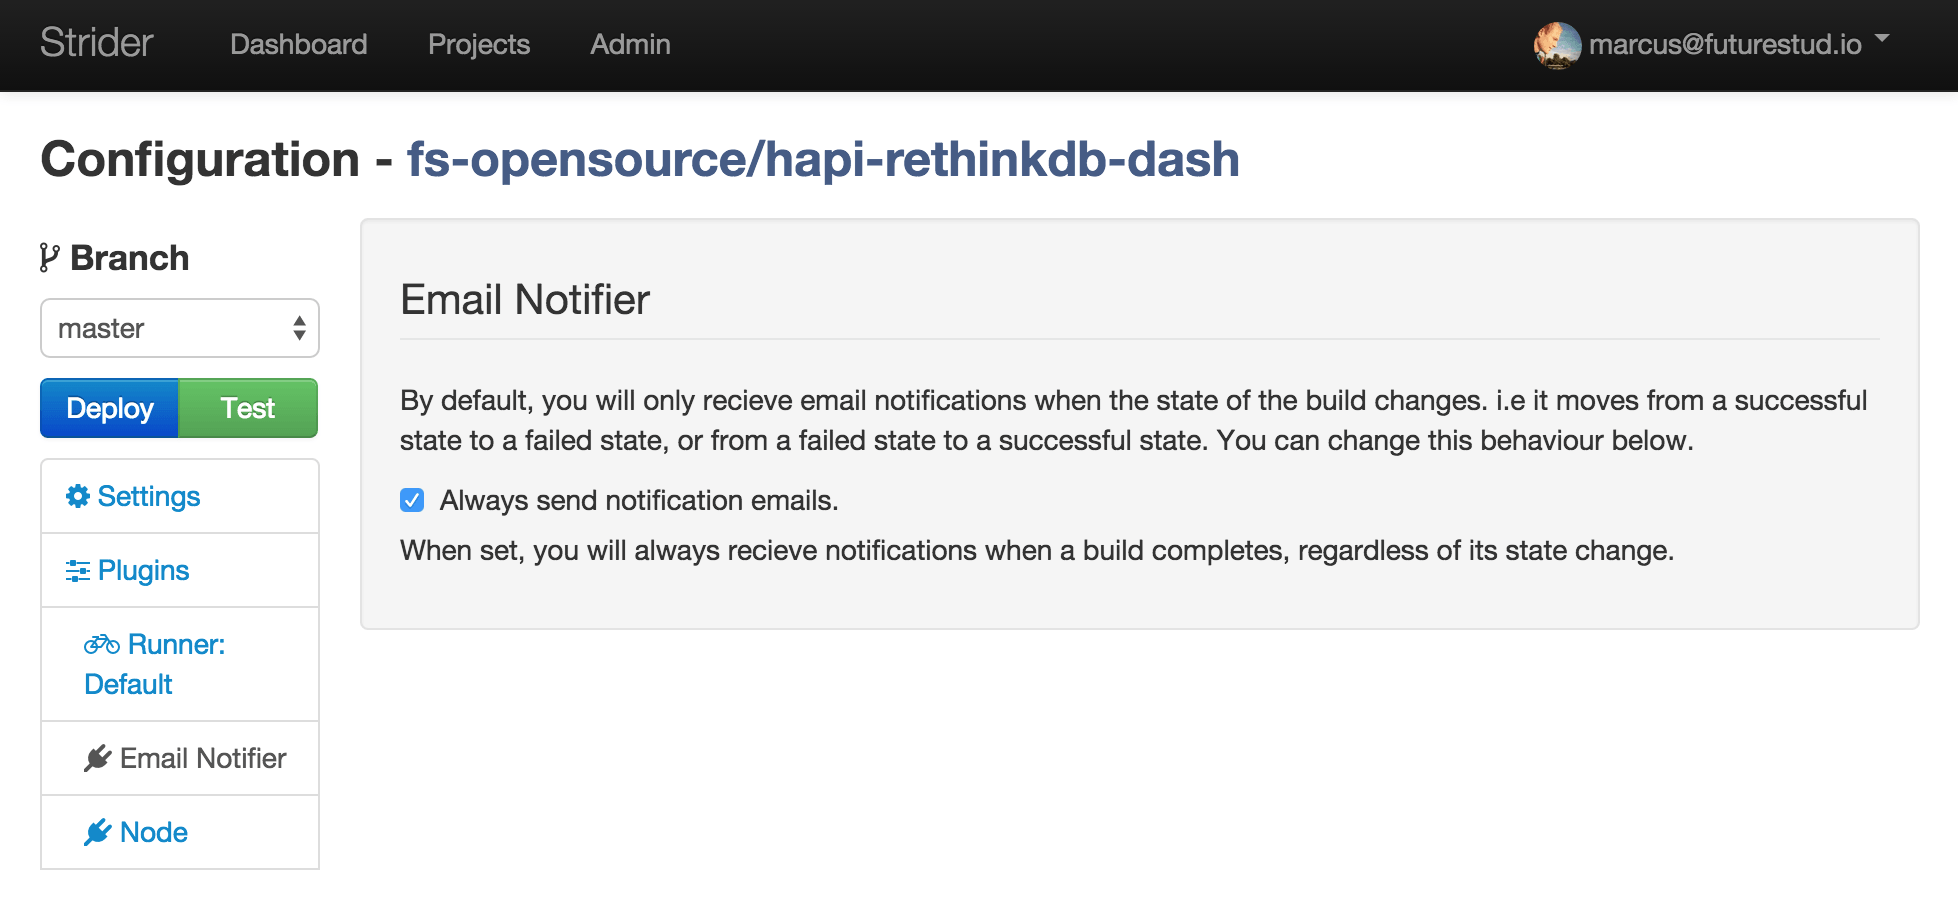 Strider
Dashboard
Projects
Admin
marcus@futurestud.io
Configuration - fs-opensource/hapi-rethinkdb-dash
Branch
master
Deploy
Test
Settings
Plugins
Runner:
Default
Email Notifier
Node
Email Notifier
By default, you will only recieve email notifications when the state of the build changes. i.e it moves from a successful
state to a failed state, or from a failed state to a successful state. You can change this behaviour below.
Always send notification emails.
When set, you will always recieve notifications when a build completes, regardless of its state change.